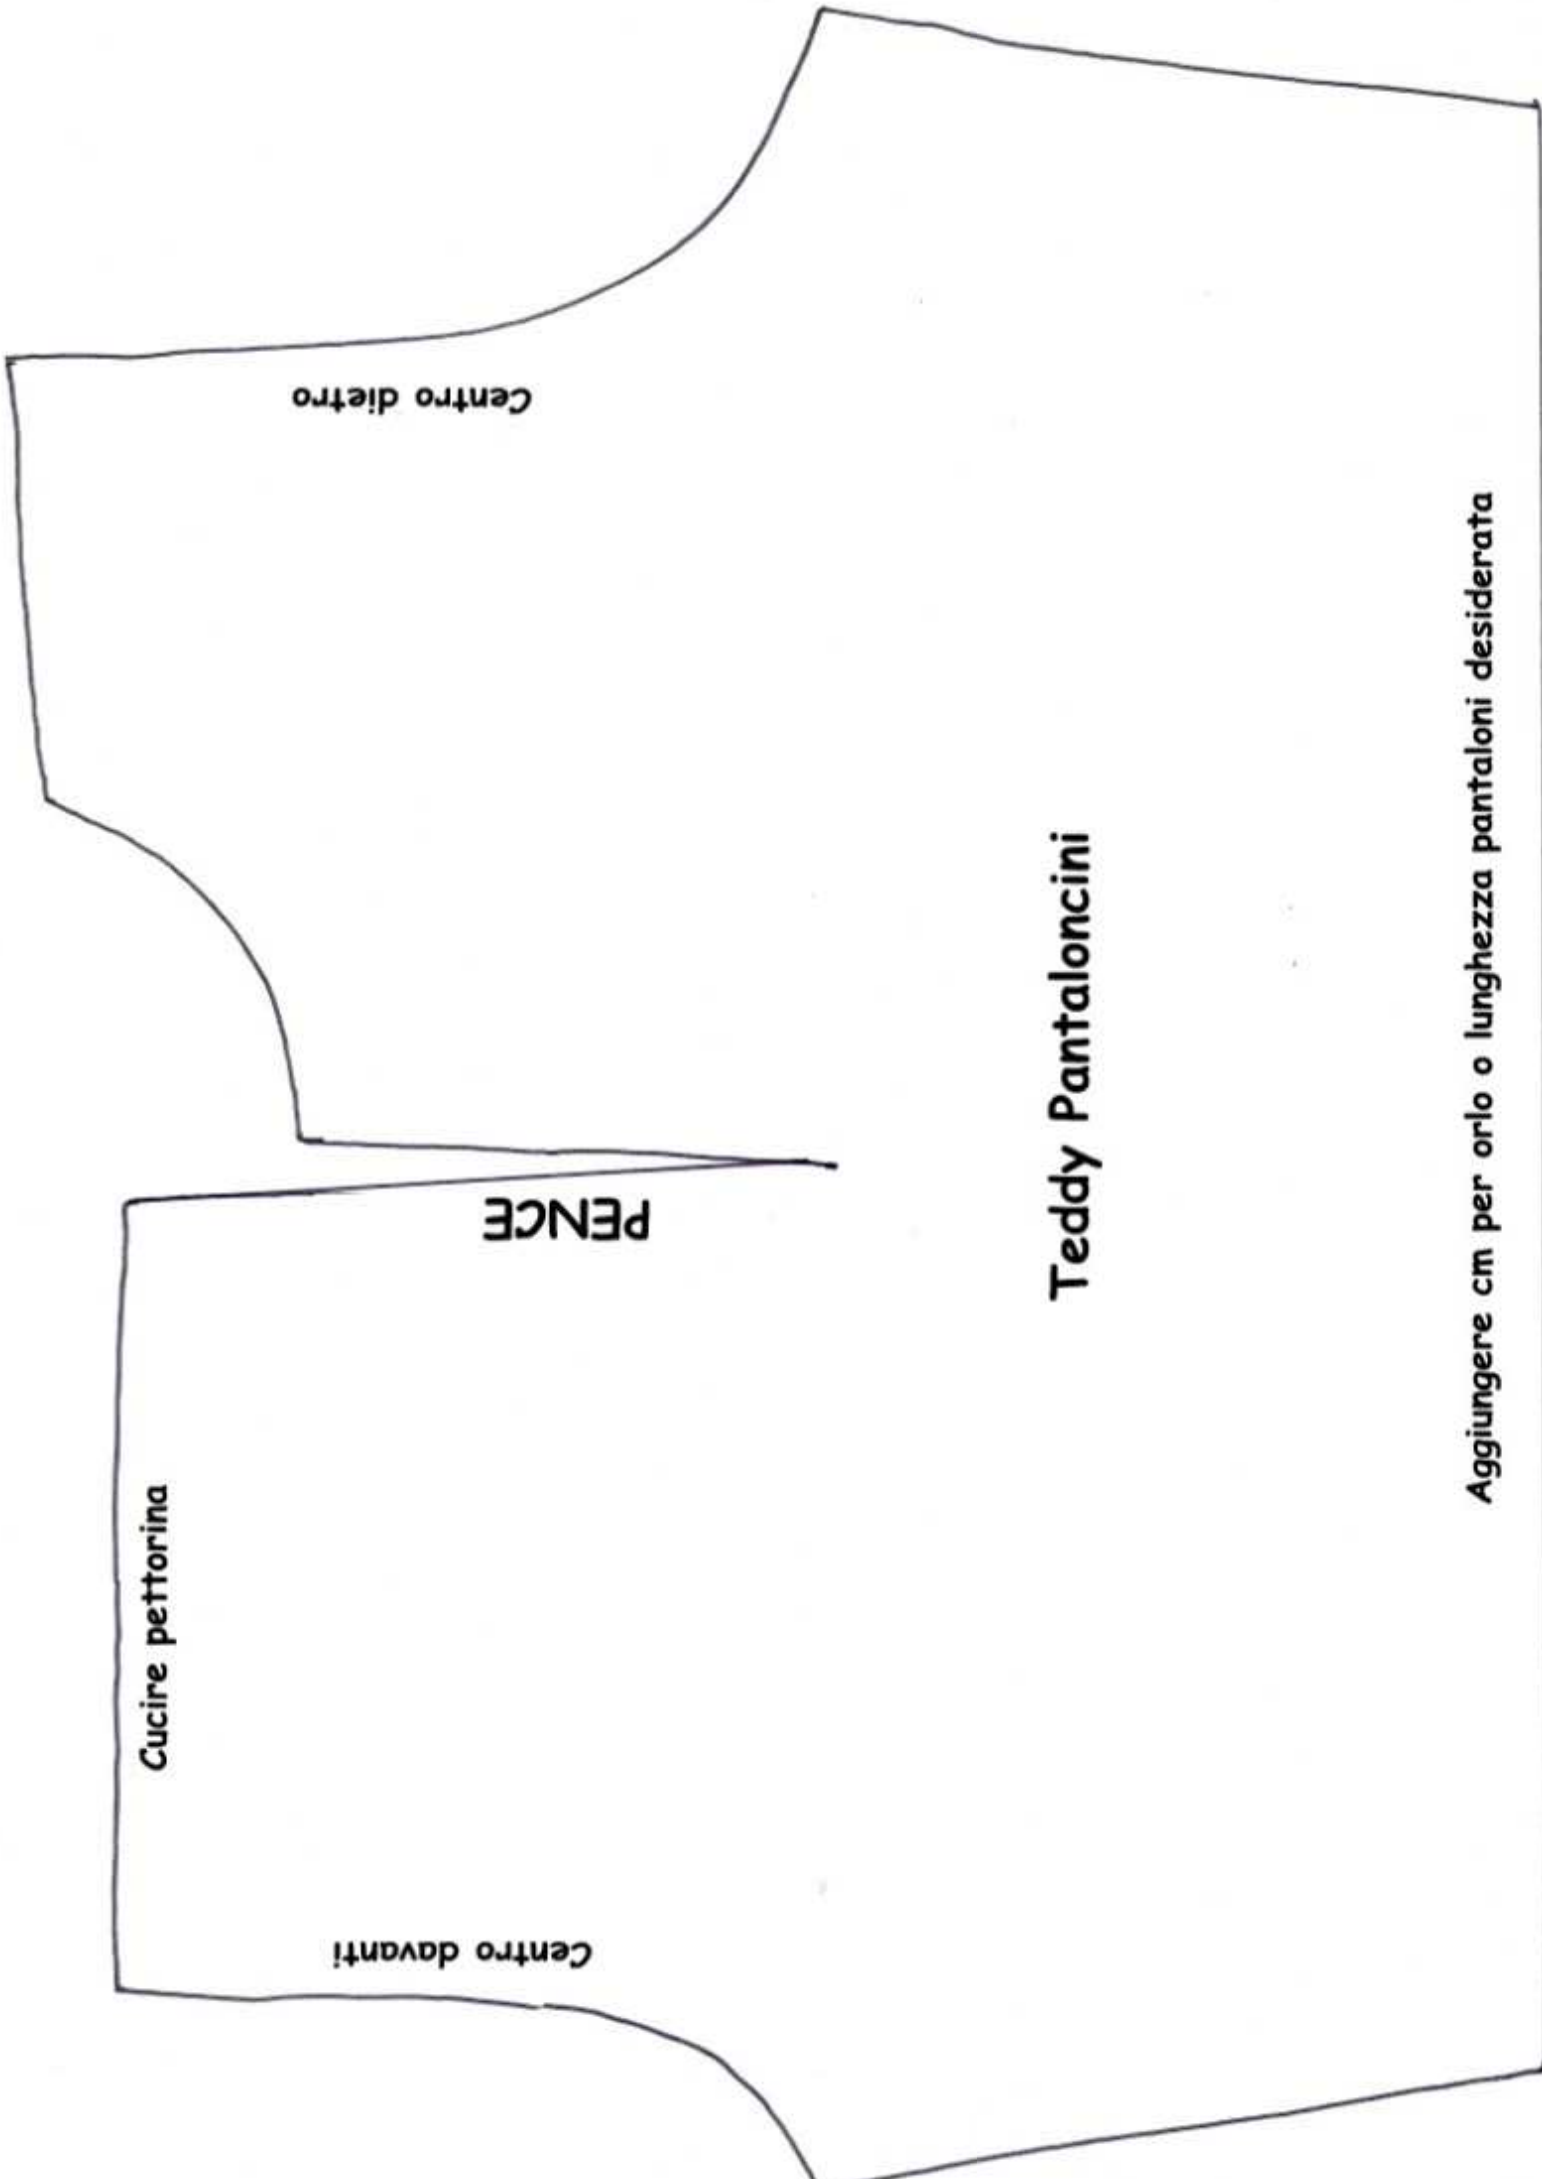 Cucire pettorina
Centro davanti
PENCE
Centro dietro
Teddy Pantaloncini
Aggiungere cm per orlo o lunghezza pantaloni desiderata